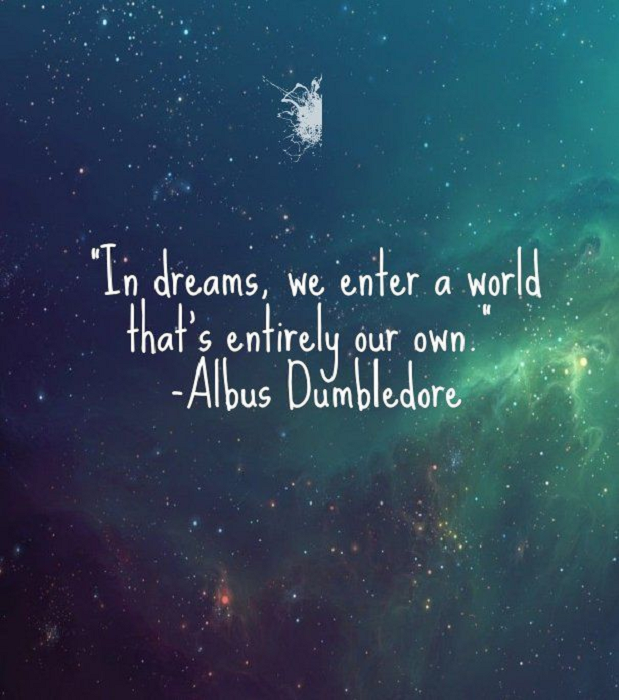 "In dreams, we enter a world
that's entirely our own."
-Albus Dumbledore